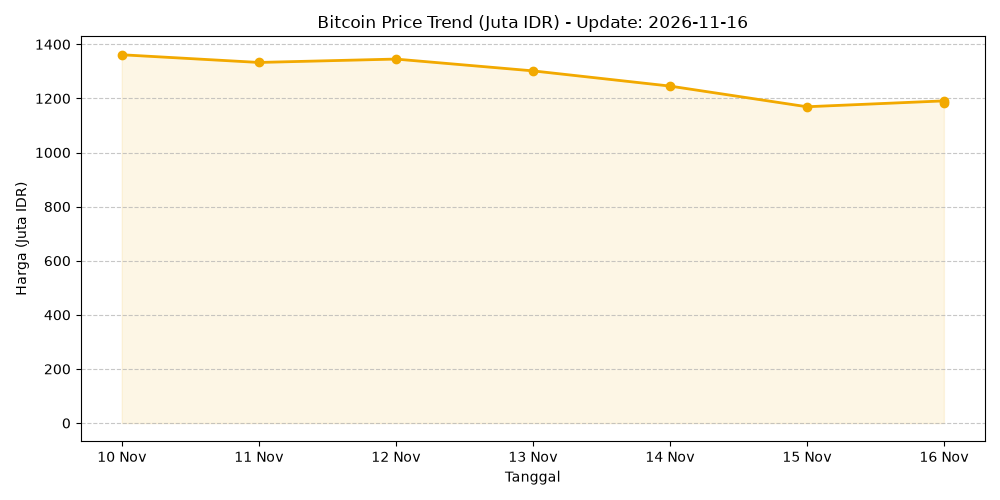 Bitcoin Price Trend (Juta IDR) - Update: 2026-11-16
Harga (Juta IDR)
1400
1200
1000
800
600
400
200
0
10 Nov
11 Nov
12 Nov
13 Nov
14 Nov
15 Nov
16 Nov
Tanggal